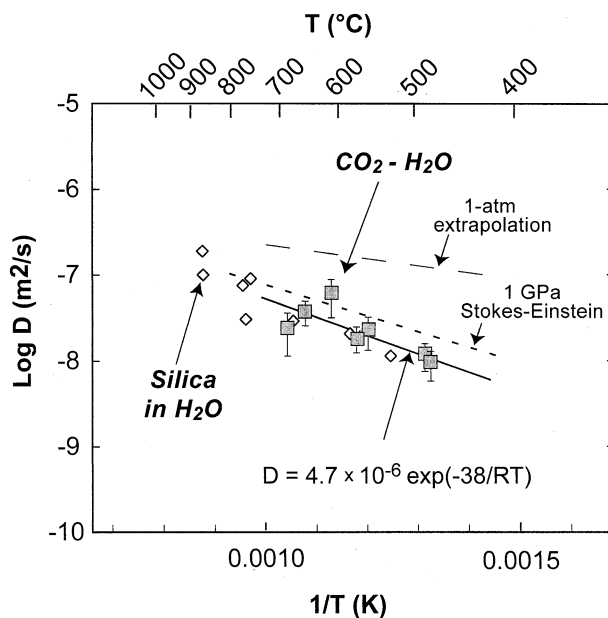 T (°C)
1000 900 800 700 600 500 400
-5
CO2 - H2O
-6
1-atm
extrapolation
-7
1 GPa
Stokes-Einstein
Log D (m2/s)
-8
Silica
in H2O
-9
D = 4.7 × 10-6 exp(-38/RT)
-10
0.0010 0.0015
1/T (K)